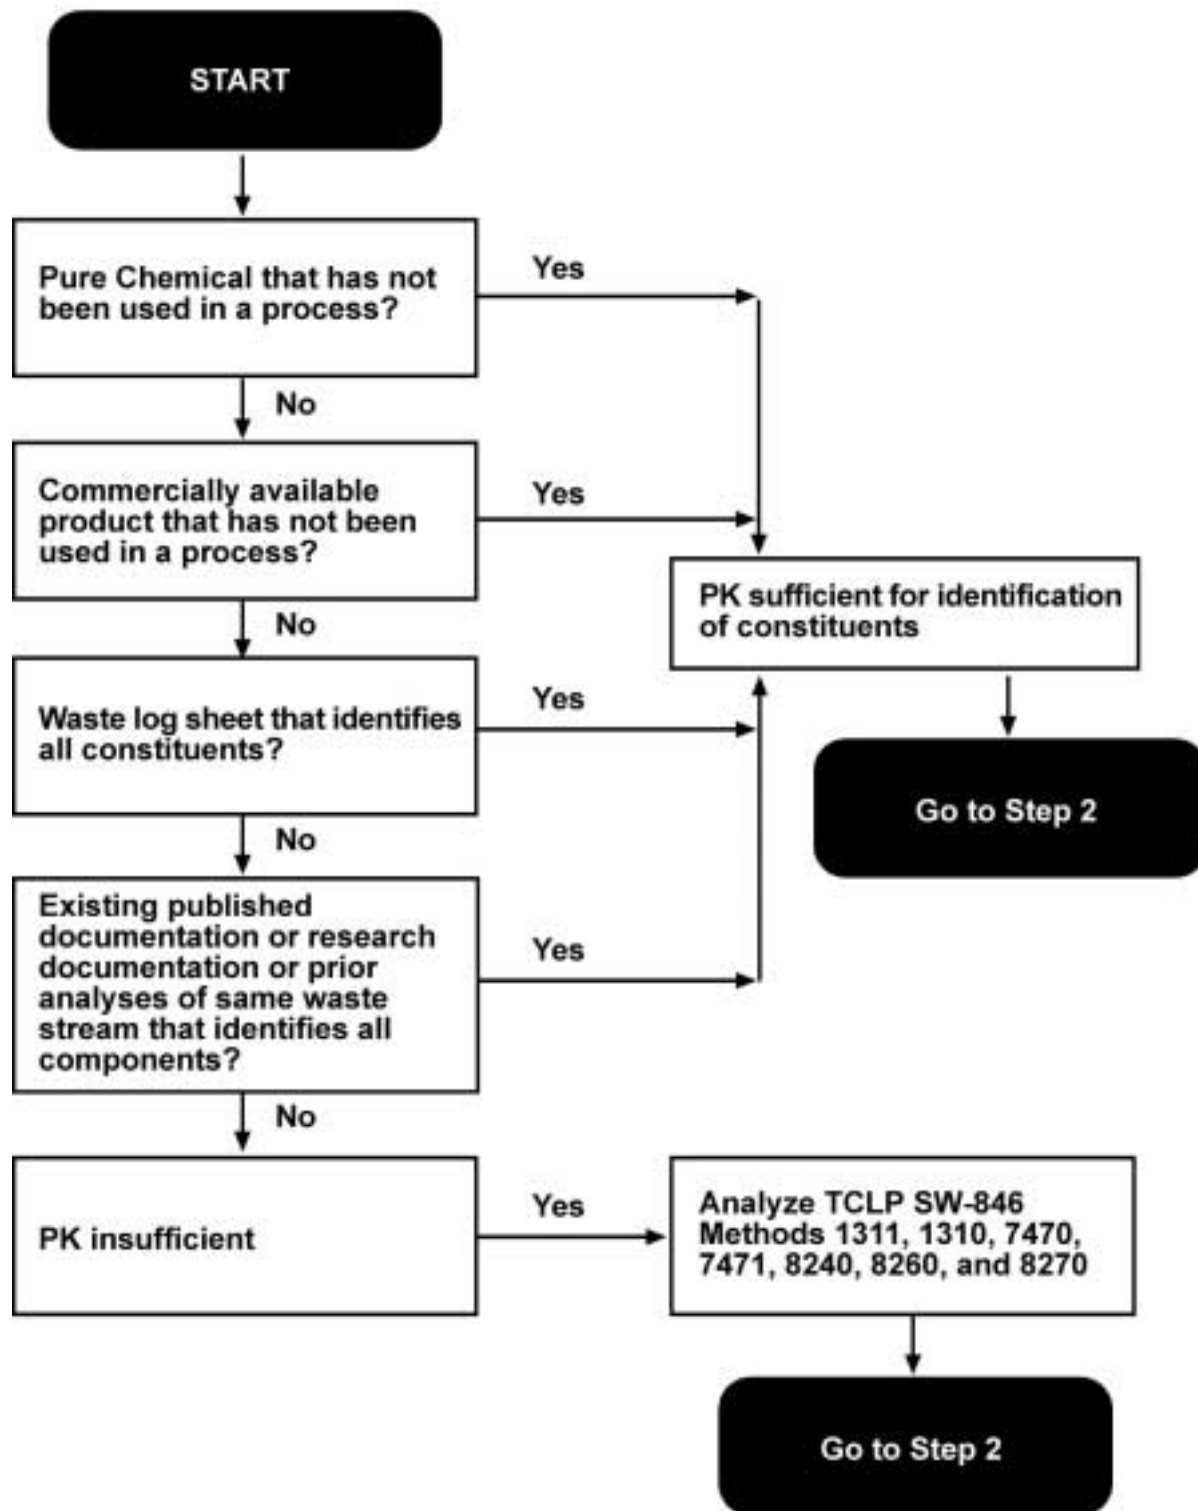 START
Pure Chemical that has not
been used in a process?
Yes
No
Commercially available
product that has not been
used in a process?
Yes
No
PK sufficient for identification
of constituents
Waste log sheet that identifies
all constituents?
Yes
No
Go to Step 2
Existing published
documentation or research
documentation or prior
analyses of same waste
stream that identifies all
components?
Yes
No
PK insufficient
Yes
Analyze TCLP SW-846
Methods 1311, 1310, 7470,
7471, 8240, 8260, and 8270
Go to Step 2